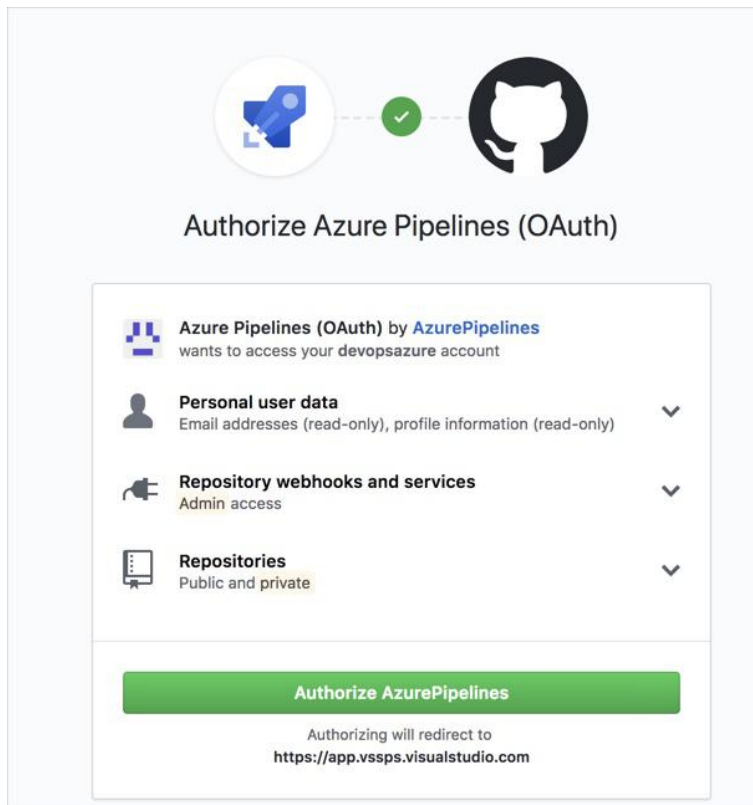 Authorize Azure Pipelines (OAuth)
Azure Pipelines (OAuth) by AzurePipelines
wants to access your devopsazure account
Personal user data
Email addresses (read-only), profile information (read-only)
Repository webhooks and services
Admin access
Repositories
Public and private
Authorize AzurePipelines
Authorizing will redirect to
https://app.vssps.visualstudio.com